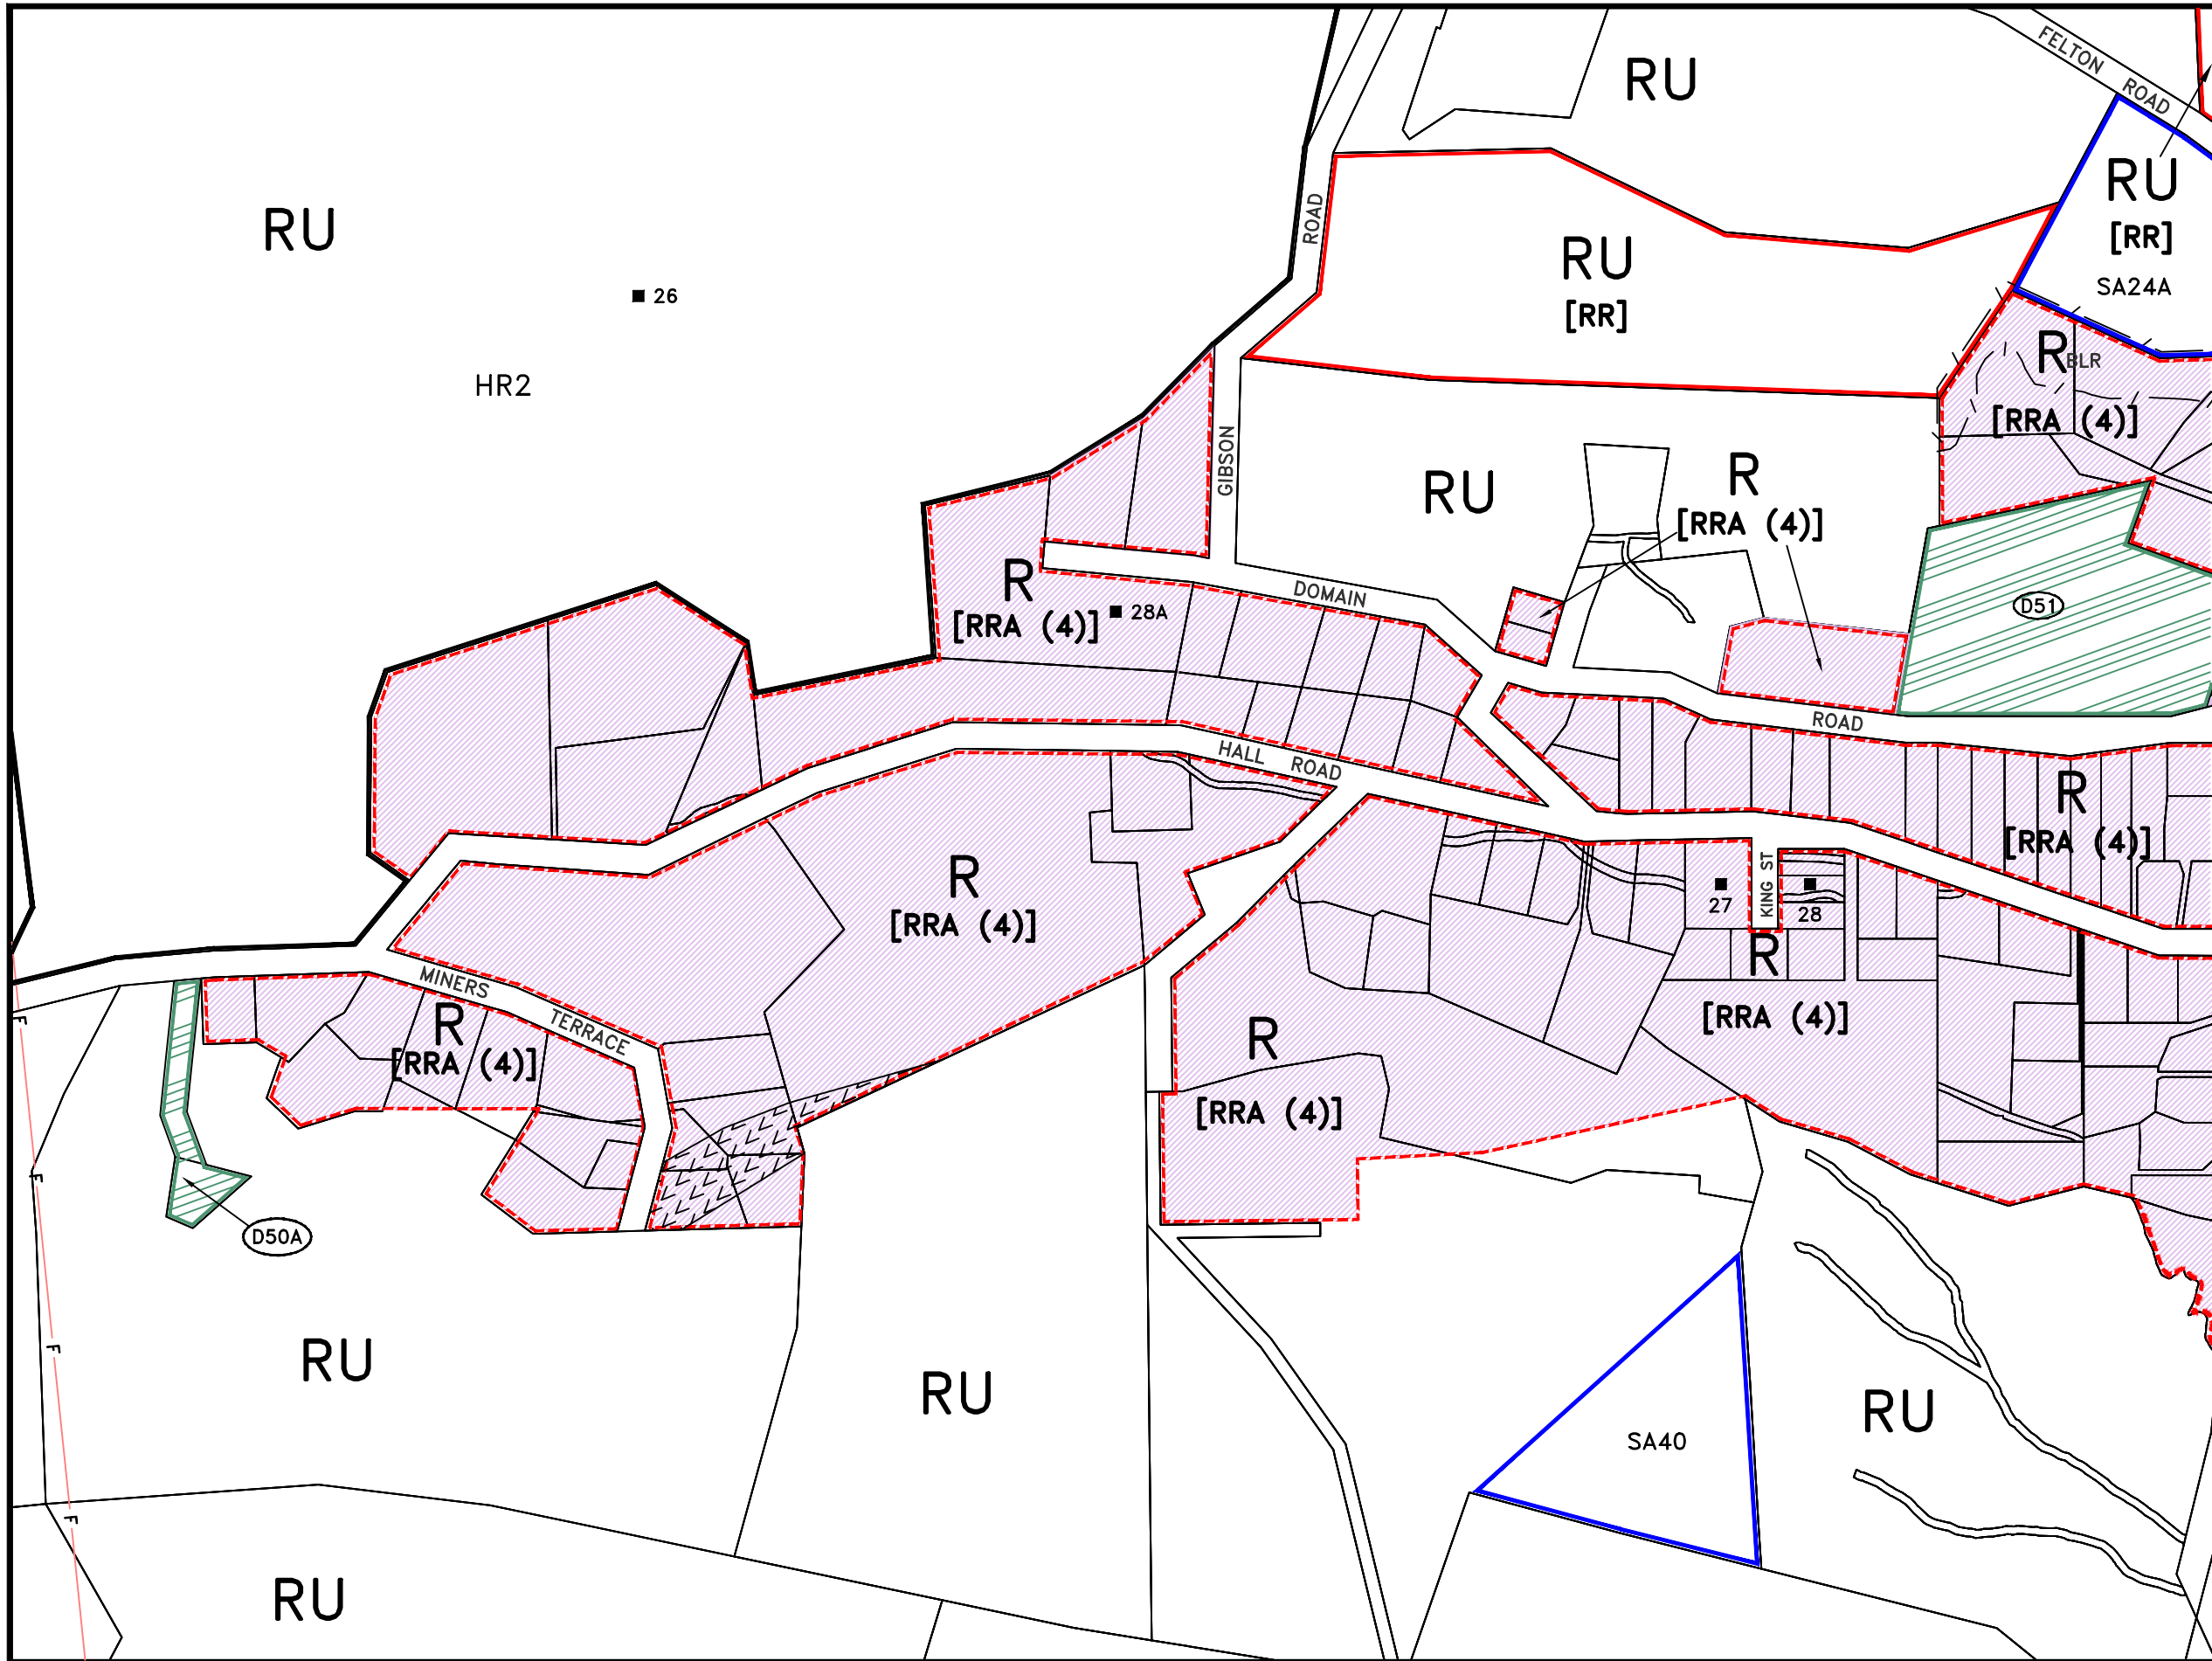 FELTON ROAD
RU
RU
[RR]
SA24A
RU
ROAD
RU
[RR]
26
HR2
R
BLR
[RRA (4)]
GIBSON
RU
R
[RRA (4)]
R
28A
[RRA (4)]
DOMAIN
D51
ROAD
HALL ROAD
R
[RRA (4)]
R
[RRA (4)]
27
KING ST
28
R
[RRA (4)]
MINERS
TERRACE
R
[RRA (4)]
R
[RRA (4)]
F
F
F
F
D50A
RU
RU
SA40
RU
RU